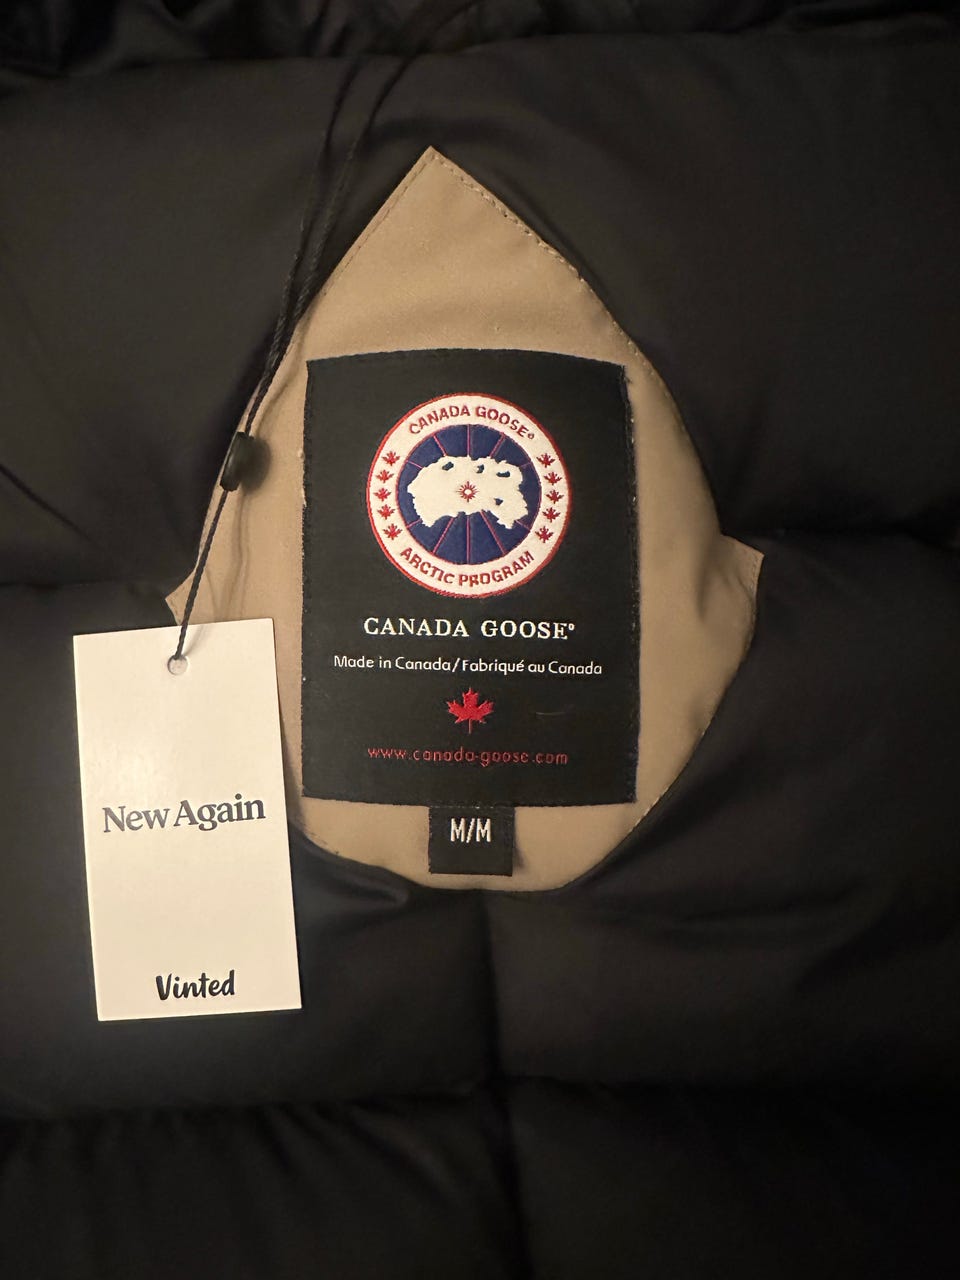 CANADA GOOSE®
ARCTIC PROGRAM
CANADA GOOSE®
Made in Canada/Fabriqué au Canada
www.canada-goose.com
M/M
New Again
Vinted